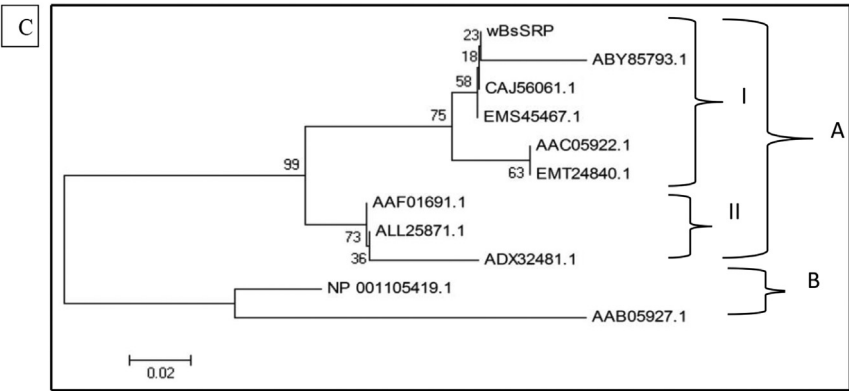 C
wBsSRP
23
ABY85793.1
18
CAJ56061.1
58
EMS45467.1
75
AAC05922.1
63
EMT24840.1
99
AAF01691.1
ALL25871.1
73
36
ADX32481.1
NP 001105419.1
AAB05927.1
I
II
A
B
0.02